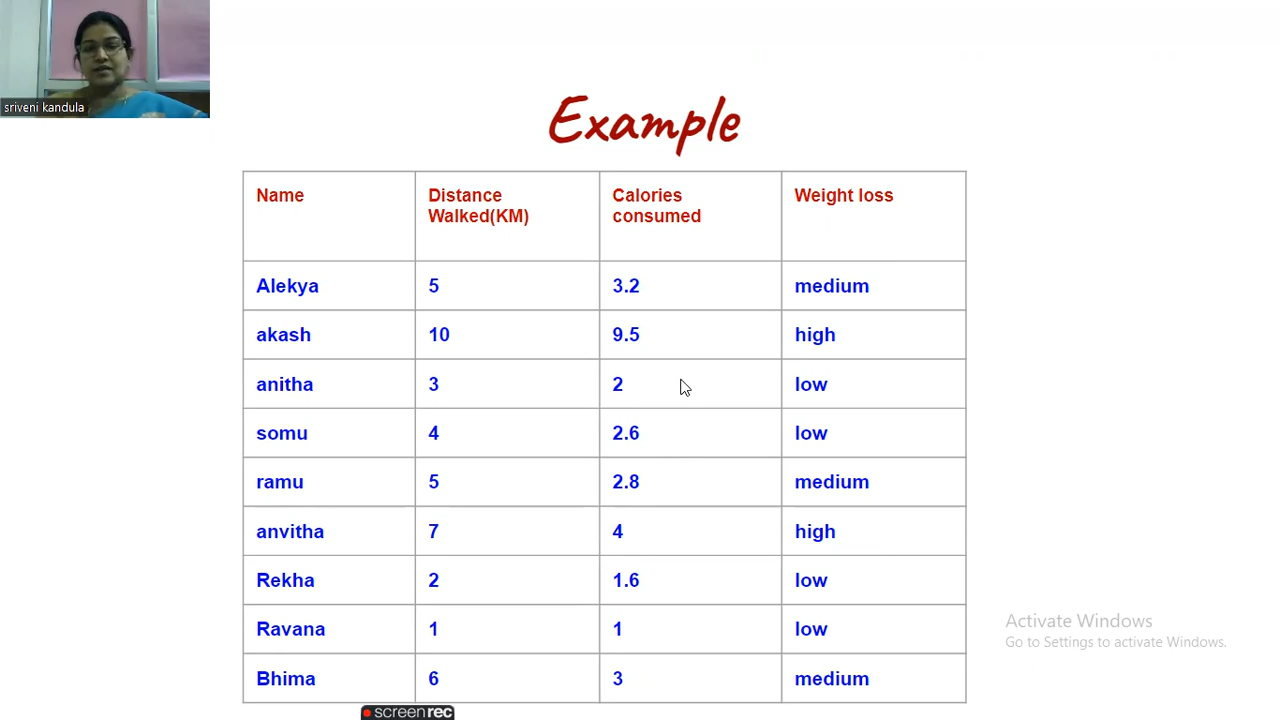 sriveni kandula
Example
Name Distance Walked(KM) Calories consumed Weight loss
Alekya 5 3.2 medium
akash 10 9.5 high
anitha 3 2 low
somu 4 2.6 low
ramu 5 2.8 medium
anvitha 7 4 high
Rekha 2 1.6 low
Ravana 1 1 low
Bhima 6 3 medium
Activate Windows
Go to Settings to activate Windows.
screenrec